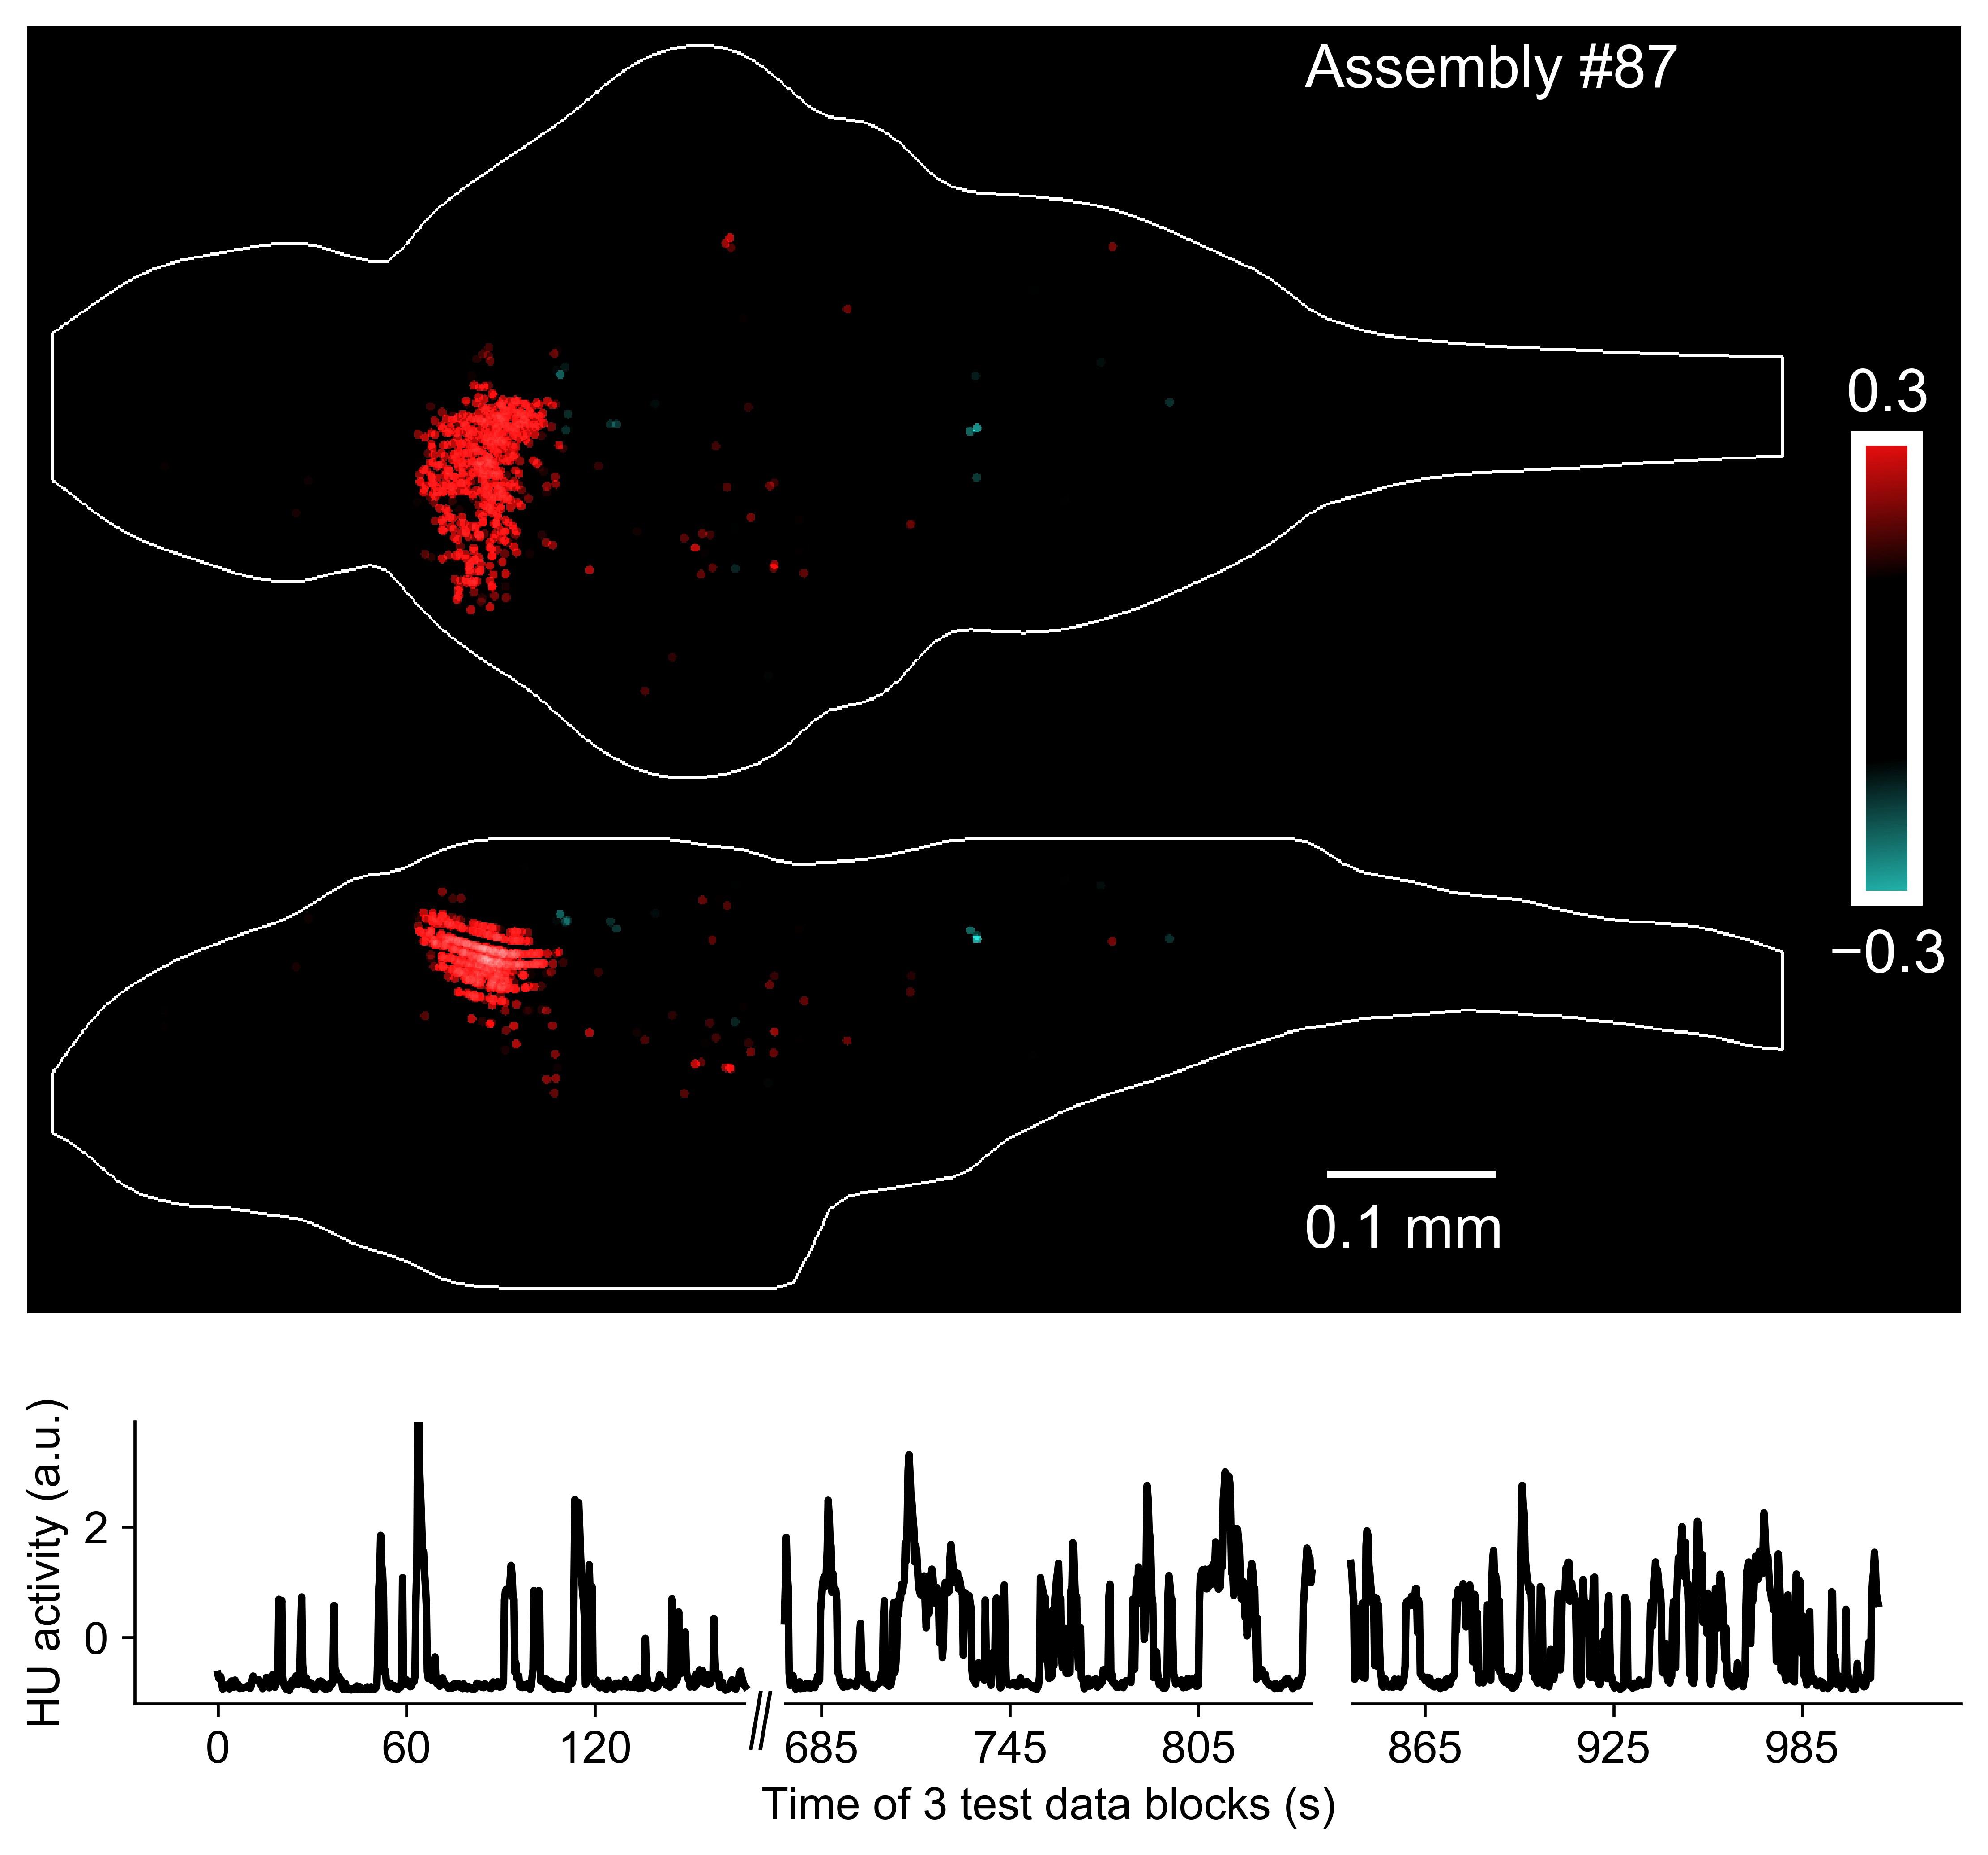 Assembly #87
0.3
−0.3
0.1 mm
HU activity (a.u.)
2
0
0 60 120 685 745 805 865 925 985
Time of 3 test data blocks (s)